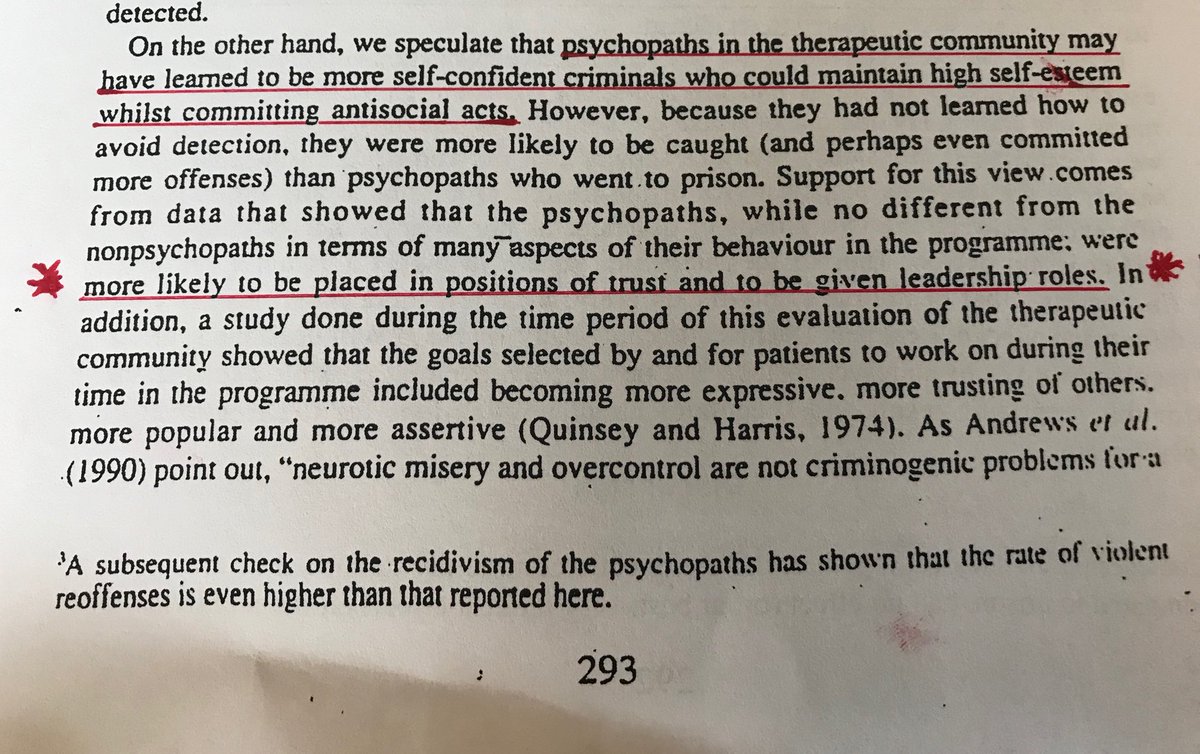 detected.
On the other hand, we speculate that psychopaths in the therapeutic community may
have learned to be more self-confident criminals who could maintain high self-esteem
whilst committing antisocial acts. However, because they had not learned how to
avoid detection, they were more likely to be caught (and perhaps even committed
more offenses) than psychopaths who went to prison. Support for this view comes
from data that showed that the psychopaths, while no different from the
nonpsychopaths in terms of many aspects of their behaviour in the programme; were
more likely to be placed in positions of trust and to be given leadership roles. In
addition, a study done during the time period of this evaluation of the therapeutic
community showed that the goals selected by and for patients to work on during their
time in the programme included becoming more expressive, more trusting of others,
more popular and more assertive (Quinsey and Harris, 1974). As Andrews et al.
(1990) point out, “neurotic misery and overcontrol are not criminogenic problems for a
³A subsequent check on the recidivism of the psychopaths has shown that the rate of violent
reoffenses is even higher than that reported here.
293